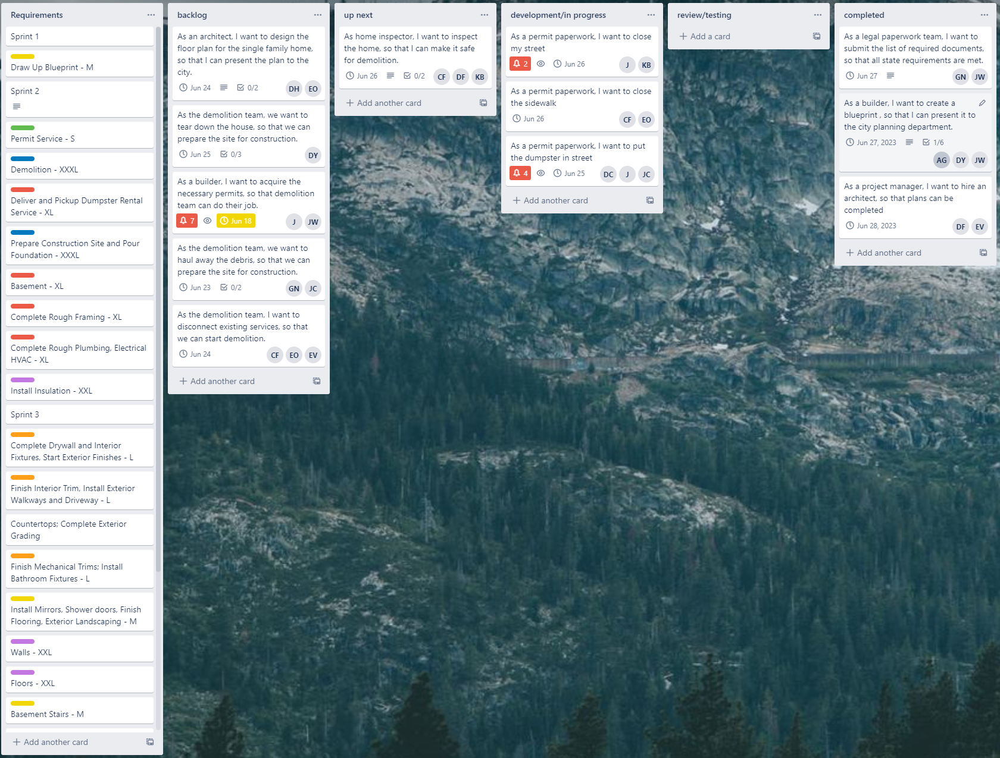 Requirements
Sprint 1
Draw Up Blueprint - M
Sprint 2
Permit Service - S
Demolition - XXXL
Deliver and Pickup Dumpster Rental
Service - XL
Prepare Construction Site and Pour
Foundation - XXXL
Basement - XL
Complete Rough Framing - XL
Complete Rough Plumbing, Electrical
HVAC - XL
Install Insulation - XXL
Sprint 3
Complete Drywall and Interior
Fixtures, Start Exterior Finishes - L
Finish Interior Trim, Install Exterior
Walkways and Driveway - L
Countertops; Complete Exterior
Grading
Finish Mechanical Trims; Install
Bathroom Fixtures - L
Install Mirrors, Shower doors, Finish
Flooring, Exterior Landscaping - M
Walls - XXL
Floors - XXL
Basement Stairs - M
+ Add another card
backlog
As an architect, I want to design the
floor plan for the single family home,
so that I can present the plan to the
city.
Jun 24 0/2 DH EO
As the demolition team, we want to
tear down the house, so that we can
prepare the site for construction.
Jun 25 0/3 DY
As a builder, I want to acquire the
necessary permits, so that demolition
team can do their job.
7 Jun 18 J JW
As the demolition team, we want to
haul away the debris, so that we can
prepare the site for construction.
Jun 23 0/2 GN JC
As the demolition team, I want to
disconnect existing services, so that
we can start demolition.
Jun 24 CF EO EV
+ Add another card
up next
As home inspector, I want to inspect
the home, so that I can make it safe
for demolition.
Jun 26 0/2 CF DF KB
+ Add another card
development/in progress
As a permit paperwork, I want to close
my street
2 Jun 26 J KB
As a permit paperwork, I want to close
the sidewalk
Jun 26 CF EO
As a permit paperwork, I want to put
the dumpster in street
4 Jun 25 DC J JC
+ Add another card
review/testing
+ Add a card
completed
As a legal paperwork team, I want to
submit the list of required documents,
so that all state requirements are met.
Jun 27 GN JW
As a builder, I want to create a
blueprint , so that I can present it to
the city planning department.
Jun 27, 2023 1/6
AG DY JW
As a project manager, I want to hire an
architect, so that plans can be
completed
Jun 28, 2023 DF EV
+ Add another card